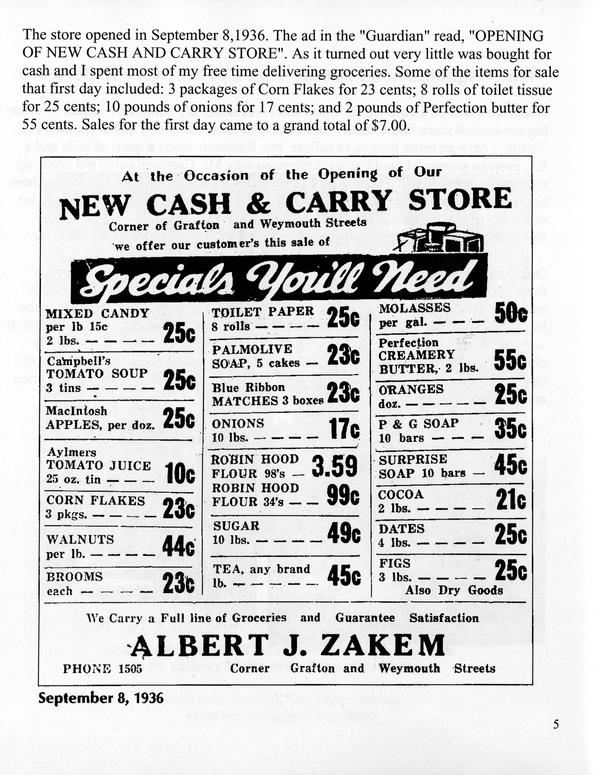 The store opened in September 8,1936. The ad in the "Guardian" read, "OPENING
OF NEW CASH AND CARRY STORE". As it turned out very little was bought for
cash and I spent most of my free time delivering groceries. Some of the items for sale
that first day included: 3 packages of Corn Flakes for 23 cents; 8 rolls of toilet tissue
for 25 cents; 10 pounds of onions for 17 cents; and 2 pounds of Perfection butter for
55 cents. Sales for the first day came to a grand total of $7.00.
At the Occasion of the Opening of Our
NEW CASH & CARRY STORE
Corner of Grafton and Weymouth Streets
we offer our customer's this sale of
Specials You'll Need
MIXED CANDY
per lb 15c
2 lbs. — — — — 25c
Campbell's
TOMATO SOUP
3 tins — — — — 25c
MacIntosh
APPLES, per doz. 25c
Aylmers
TOMATO JUICE
25 oz. tin — — — 10c
CORN FLAKES
3 pkgs. — — — — 23c
WALNUTS
per lb. — — — — 44c
BROOMS
each — — — — 23c
TOILET PAPER
8 rolls — — — — 25c
PALMOLIVE
SOAP, 5 cakes — 23c
Blue Ribbon
MATCHES 3 boxes 23c
ONIONS
10 lbs. — — — — 17c
ROBIN HOOD
FLOUR 98's — — 3.59
ROBIN HOOD
FLOUR 34's — — 99c
SUGAR
10 lbs. — — — — 49c
TEA, any brand
lb. — — — — — 45c
MOLASSES
per gal. — — — — 50c
Perfection
CREAMERY
BUTTER, 2 lbs. 55c
ORANGES
doz. — — — — — 25c
P & G SOAP
10 bars — — — — 35c
SURPRISE
SOAP 10 bars — 45c
COCOA
2 lbs. — — — — 21c
DATES
4 lbs. — — — — 25c
FIGS
3 lbs. — — — — 25c
Also Dry Goods
We Carry a Full line of Groceries and Guarantee Satisfaction
ALBERT J. ZAKEM
PHONE 1505 Corner Grafton and Weymouth Streets
September 8, 1936
5